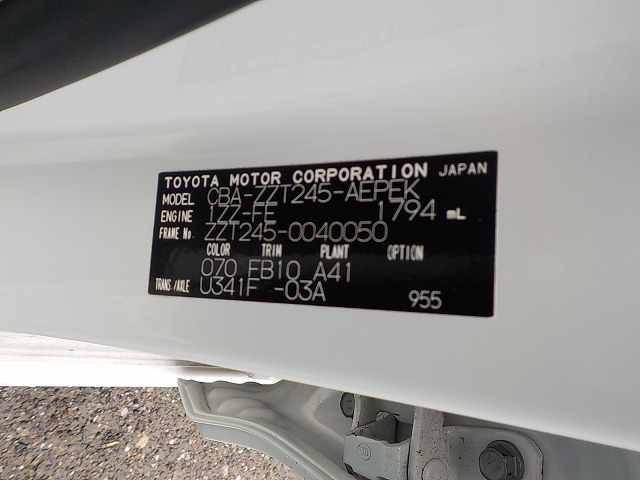 TOYOTA MOTOR CORPORATION JAPAN
MODEL CBA-ZZT245-AEPEK
ENGINE 1ZZ-FE 1794 mL
FRAME No. ZZT245-0040050
COLOR TRIM PLANT OPTION
070 FB10 A41
TRANS/AXLE U341F -03A
955